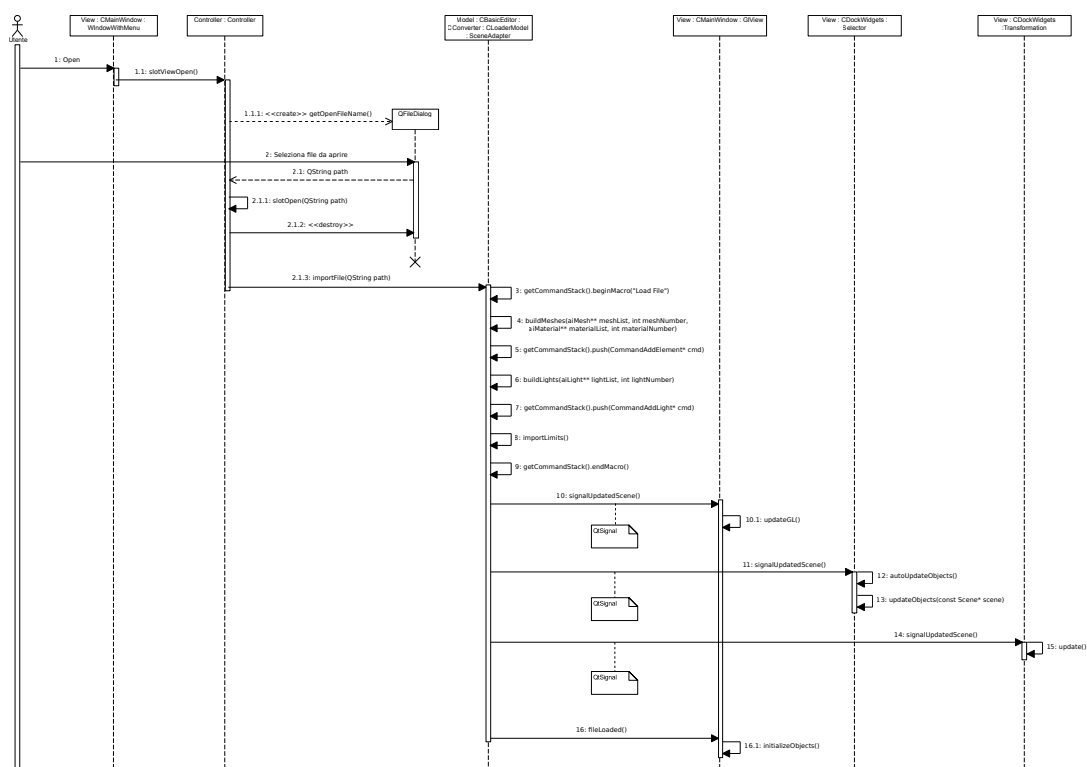 View : CMainWindow :
WindowWithMenu
Controller : Controller
Model : CBasicEditor :
CConverter : CLoaderModel
: SceneAdapter
View : CMainWindow : GlView
View : CDockWidgets :
Selector
View : CDockWidgets
:Transformation
Utente
1: Open
1.1: slotViewOpen()
1.1.1: <<create>> getOpenFileName()
QFileDialog
2: Seleziona file da aprire
2.1: QString path
2.1.1: slotOpen(QString path)
2.1.2: <<destroy>>
2.1.3: importFile(QString path)
3: getCommandStack().beginMacro("Load File")
4: buildMeshes(aiMesh** meshList, int meshNumber,
aiMaterial** materialList, int materialNumber)
5: getCommandStack().push(CommandAddElement* cmd)
6: buildLights(aiLight** lightList, int lightNumber)
7: getCommandStack().push(CommandAddLight* cmd)
8: importLimits()
9: getCommandStack().endMacro()
10: signalUpdatedScene()
10.1: updateGL()
QtSignal
11: signalUpdatedScene()
12: autoUpdateObjects()
13: updateObjects(const Scene* scene)
QtSignal
14: signalUpdatedScene()
15: update()
QtSignal
16: fileLoaded()
16.1: initializeObjects()